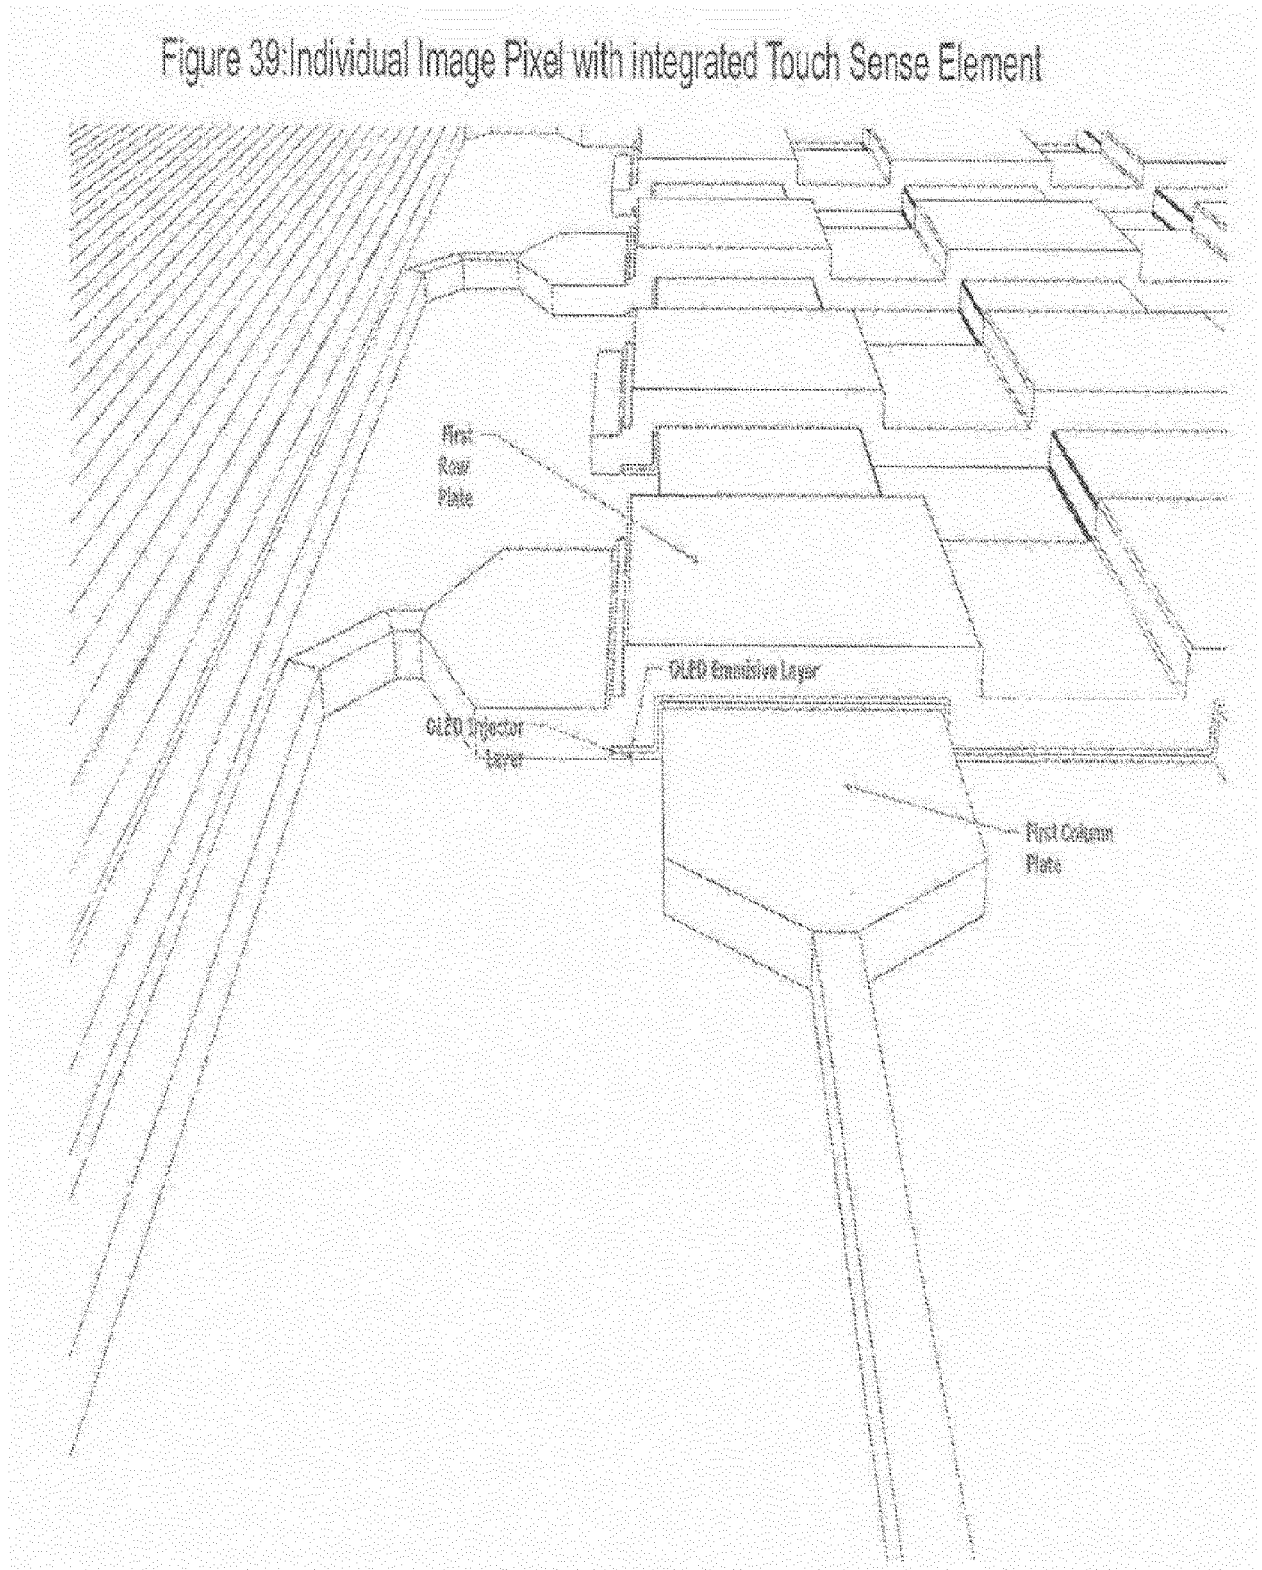 Figure 39:Individual Image Pixel with integrated Touch Sense Element
First
Row
Plate
OLED Emissive Layer
OLED Injector
Layer
First Column
Plate